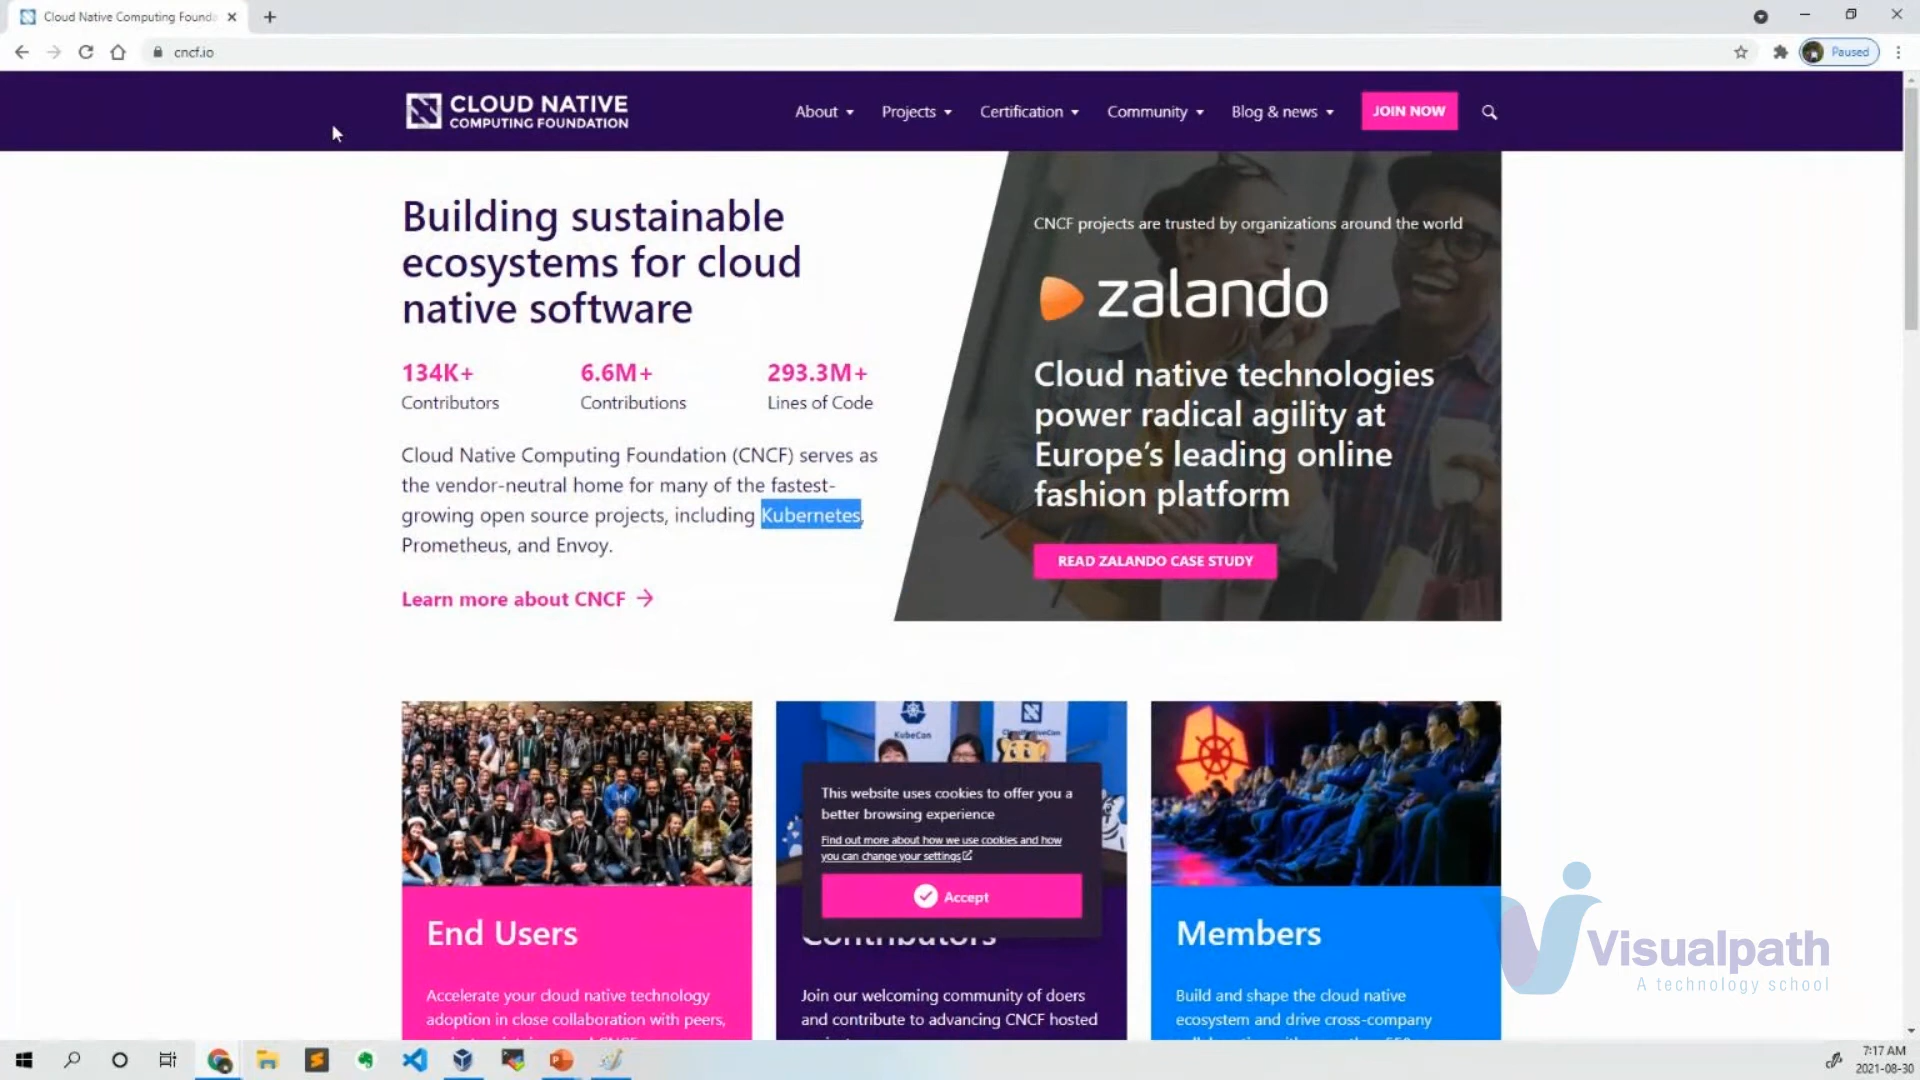 Cloud Native Computing Founda
cncf.io
Paused
CLOUD NATIVE
COMPUTING FOUNDATION
About
Projects
Certification
Community
Blog & news
JOIN NOW
Building sustainable
ecosystems for cloud
native software
134K+
Contributors
6.6M+
Contributions
293.3M+
Lines of Code
Cloud Native Computing Foundation (CNCF) serves as
the vendor-neutral home for many of the fastest-
growing open source projects, including Kubernetes,
Prometheus, and Envoy.
Learn more about CNCF
CNCF projects are trusted by organizations around the world
zalando
Cloud native technologies
power radical agility at
Europe’s leading online
fashion platform
READ ZALANDO CASE STUDY
KubeCon
This website uses cookies to offer you a
better browsing experience
Find out more about how we use cookies and how
you can change your settings
Accept
End Users
Accelerate your cloud native technology
adoption in close collaboration with peers,
Contributors
Join our welcoming community of doers
and contribute to advancing CNCF hosted
Members
Build and shape the cloud native
ecosystem and drive cross-company
Visualpath
A technology school
7:17 AM
2021-08-30